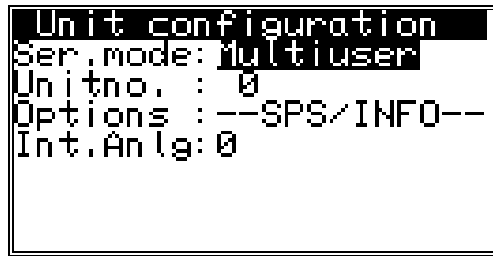 Unit configuration
Ser.mode:Multiuser
Unitno. : 0
Options :--SPS/INFO--
Int.Anlg:0